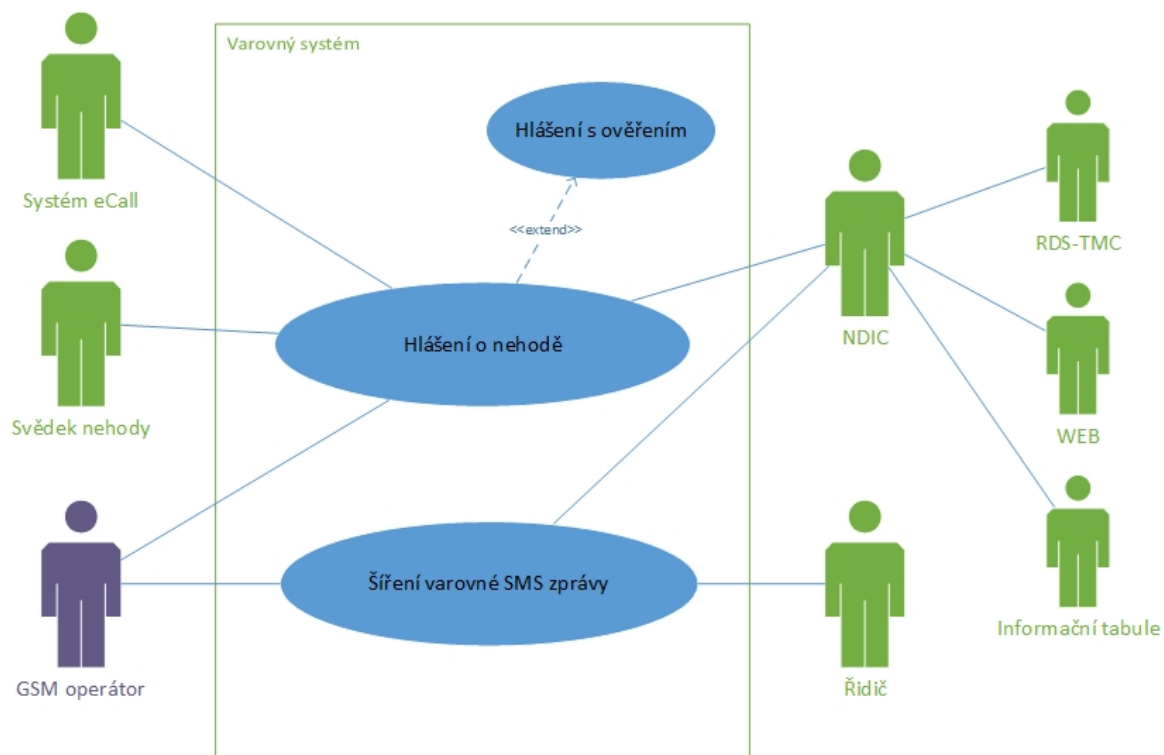 Varovný systém
Hlášení s ověřením
Systém eCall
<<extend>>
RDS-TMC
Hlášení o nehodě
NDIC
Svědek nehody
WEB
Šíření varovné SMS zprávy
Informační tabule
GSM operátor
Řidič